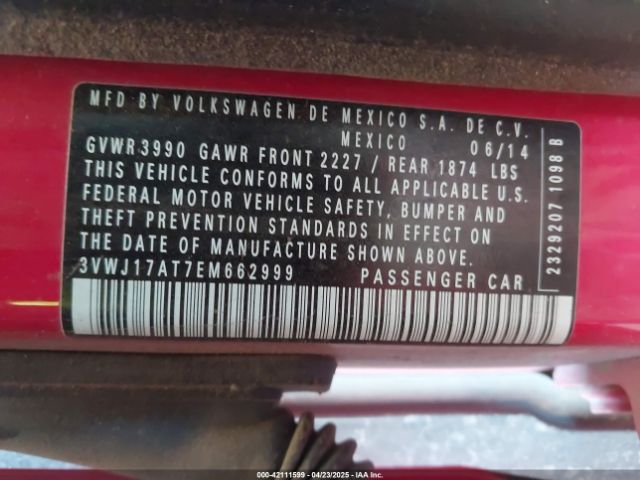 MFD BY VOLKSWAGEN DE MEXICO S.A. DE C.V.
MEXICO 06/14
GVWR 3990 GAWR FRONT 2227 / REAR 1874 LBS
THIS VEHICLE CONFORMS TO ALL APPLICABLE U.S.
FEDERAL MOTOR VEHICLE SAFETY, BUMPER AND
THEFT PREVENTION STANDARDS IN EFFECT ON
THE DATE OF MANUFACTURE SHOWN ABOVE.
3VWJ17AT7EM662999 PASSENGER CAR
2329207 1098 B
00-42111599 - 04/23/2025 - IAA Inc.